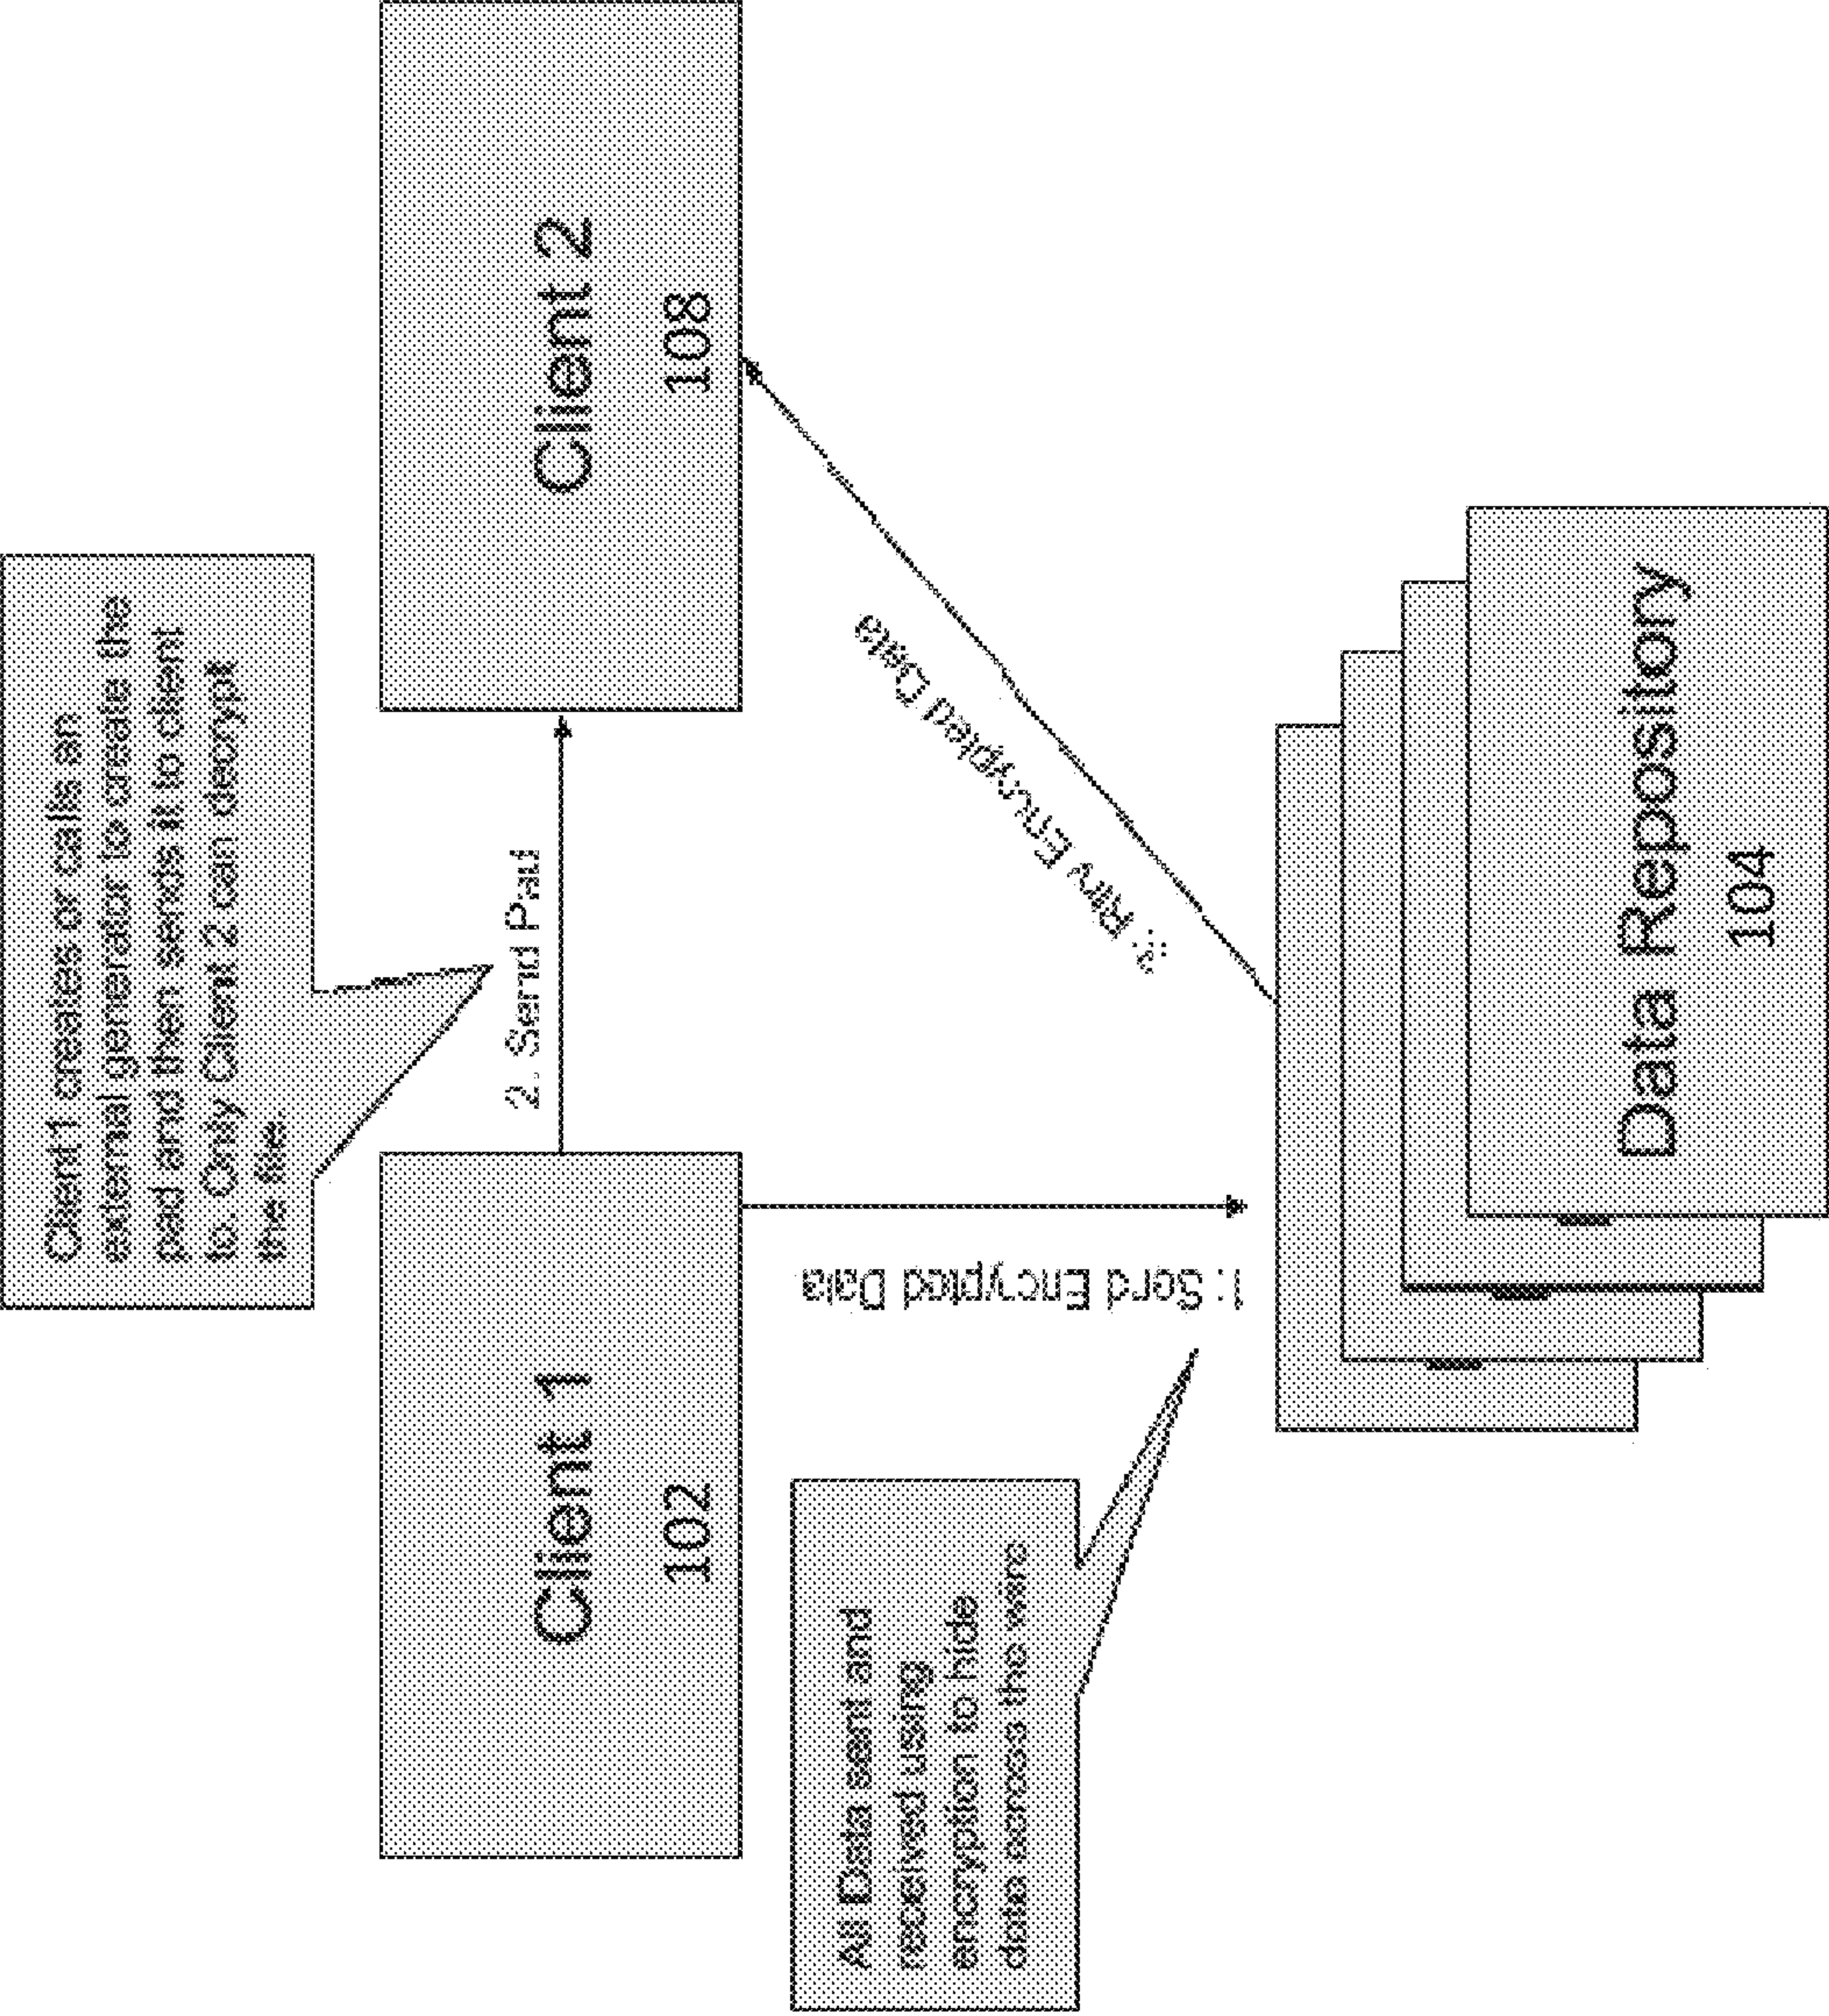 Client 1 creates or calls an
external generator to create the
pad and then sends it to client
to. Only Client 2 can decrypt
the file.
Client 1
102
2. Send Pad
Client 2
108
All Data sent and
received using
encryption to hide
data across the wire
1: Send Encrypted Data
Encrypted Data
Data Repository
104